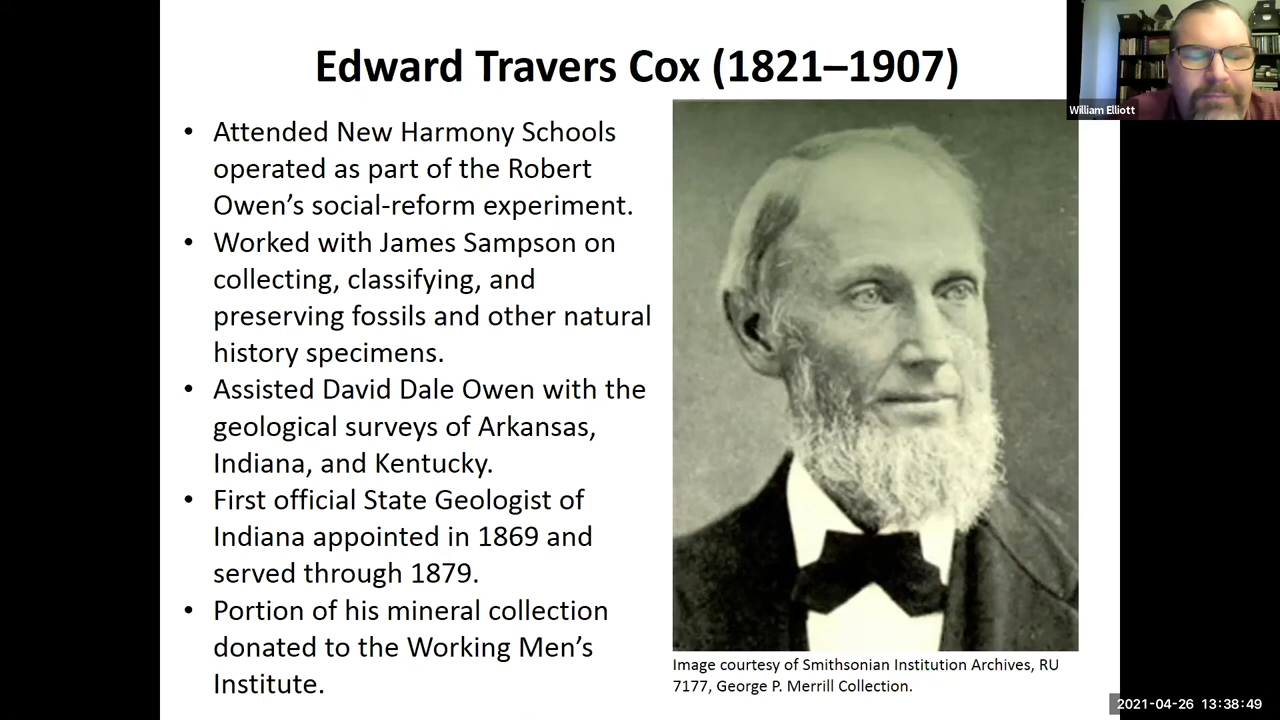 Edward Travers Cox (1821–1907)
• Attended New Harmony Schools
operated as part of the Robert
Owen’s social-reform experiment.
• Worked with James Sampson on
collecting, classifying, and
preserving fossils and other natural
history specimens.
• Assisted David Dale Owen with the
geological surveys of Arkansas,
Indiana, and Kentucky.
• First official State Geologist of
Indiana appointed in 1869 and
served through 1879.
• Portion of his mineral collection
donated to the Working Men’s
Institute.
Image courtesy of Smithsonian Institution Archives, RU
7177, George P. Merrill Collection.
William Elliott
2021-04-26 13:38:49